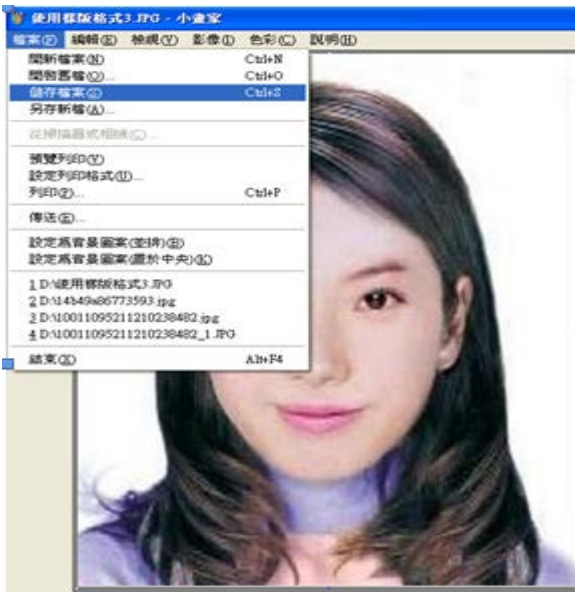 使用樣版格式3.JPG - 小畫家
檔案(F) 編輯(E) 檢視(V) 影像(I) 色彩(C) 說明(H)
開新檔案(N) Ctrl+N
開啟舊檔(O)... Ctrl+O
儲存檔案(S) Ctrl+S
另存新檔(A)...
從掃描器或相機(C)...
預覽列印(V)
設定列印格式(U)...
列印(P)... Ctrl+P
傳送(E)...
設定為背景圖案(並排)(B)
設定為背景圖案(置於中央)(K)
1 D:\使用樣版格式3.JPG
2 D:\14b49a86773593.jpg
3 D:\10011095211210238482.jpg
4 D:\10011095211210238482_1.JPG
結束(X) Alt+F4